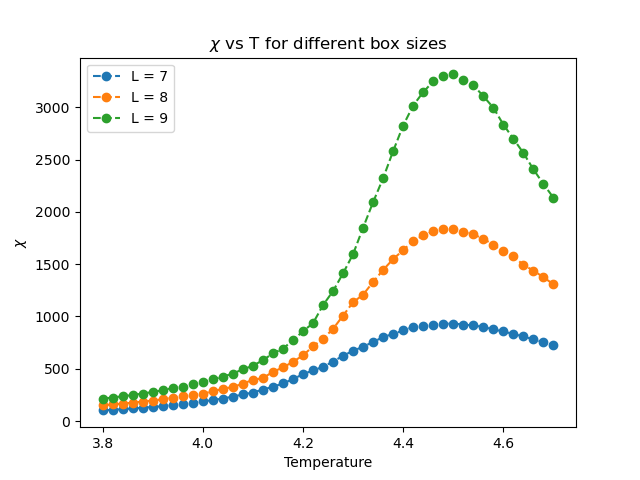 χ vs T for different box sizes
L = 7
L = 8
L = 9
3000
2500
2000
1500
1000
500
0
χ
3.8 4.0 4.2 4.4 4.6
Temperature